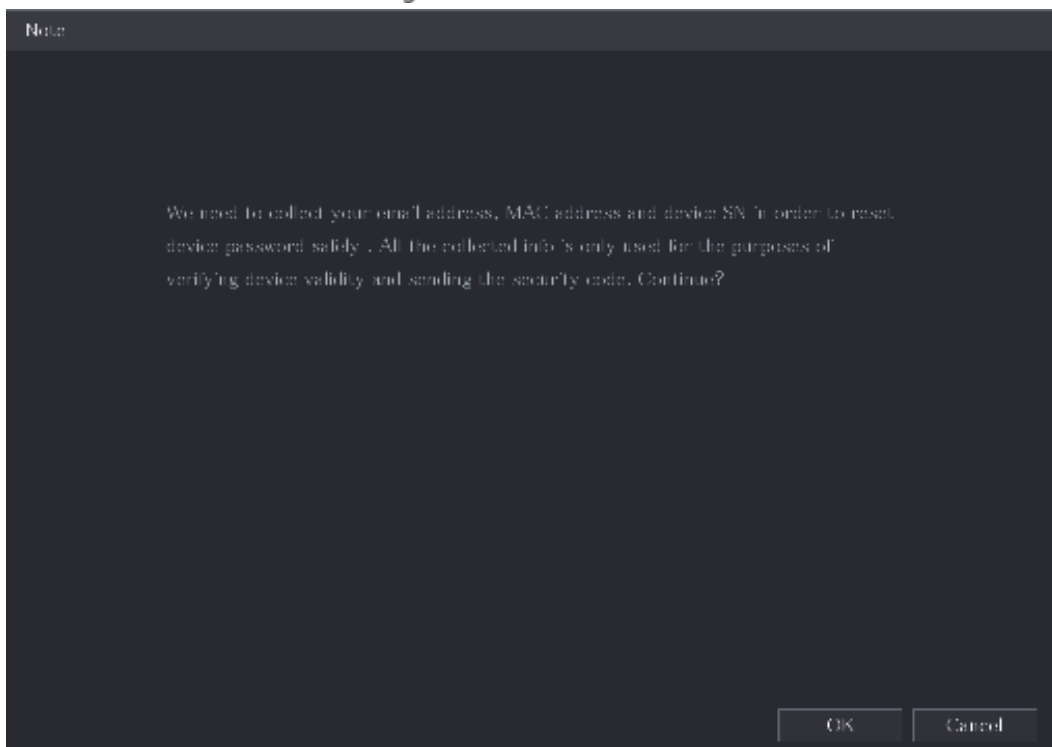 Note
We need to collect your email address, MAC address and device SN in order to reset
device password safely . All the collected info is only used for the purposes of
verifying device validity and sending the security code. Continue?
OK
Cancel